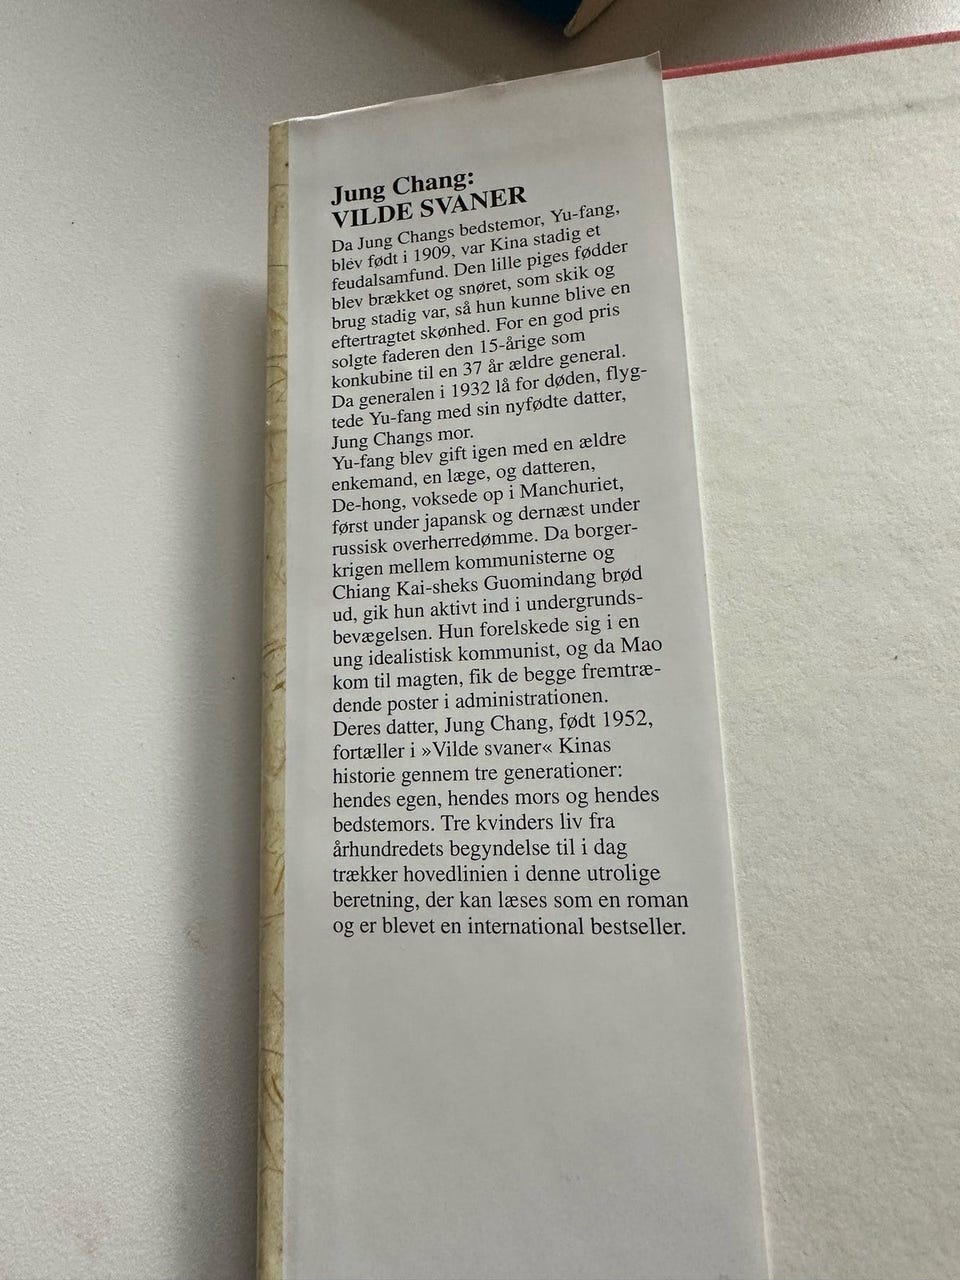 Jung Chang:
VILDE SVANER
Da Jung Changs bedstemor, Yu-fang,
blev født i 1909, var Kina stadig et
feudalsamfund. Den lille piges fødder
blev brækket og snøret, som skik og
brug stadig var, så hun kunne blive en
eftertragtet skønhed. For en god pris
solgte faderen den 15-årige som
konkubine til en 37 år ældre general.
Da generalen i 1932 lå for døden, flyg-
tede Yu-fang med sin nyfødte datter,
Jung Changs mor.
Yu-fang blev gift igen med en ældre
enkemand, en læge, og datteren,
De-hong, voksede op i Manchuriet,
først under japansk og dernæst under
russisk overherredømme. Da borger-
krigen mellem kommunisterne og
Chiang Kai-sheks Guomindang brød
ud, gik hun aktivt ind i undergrunds-
bevægelsen. Hun forelskede sig i en
ung idealistisk kommunist, og da Mao
kom til magten, fik de begge fremtræ-
dende poster i administrationen.
Deres datter, Jung Chang, født 1952,
fortæller i »Vilde svaner« Kinas
historie gennem tre generationer:
hendes egen, hendes mors og hendes
bedstemors. Tre kvinders liv fra
århundredets begyndelse til i dag
trækker hovedlinien i denne utrolige
beretning, der kan læses som en roman
og er blevet en international bestseller.